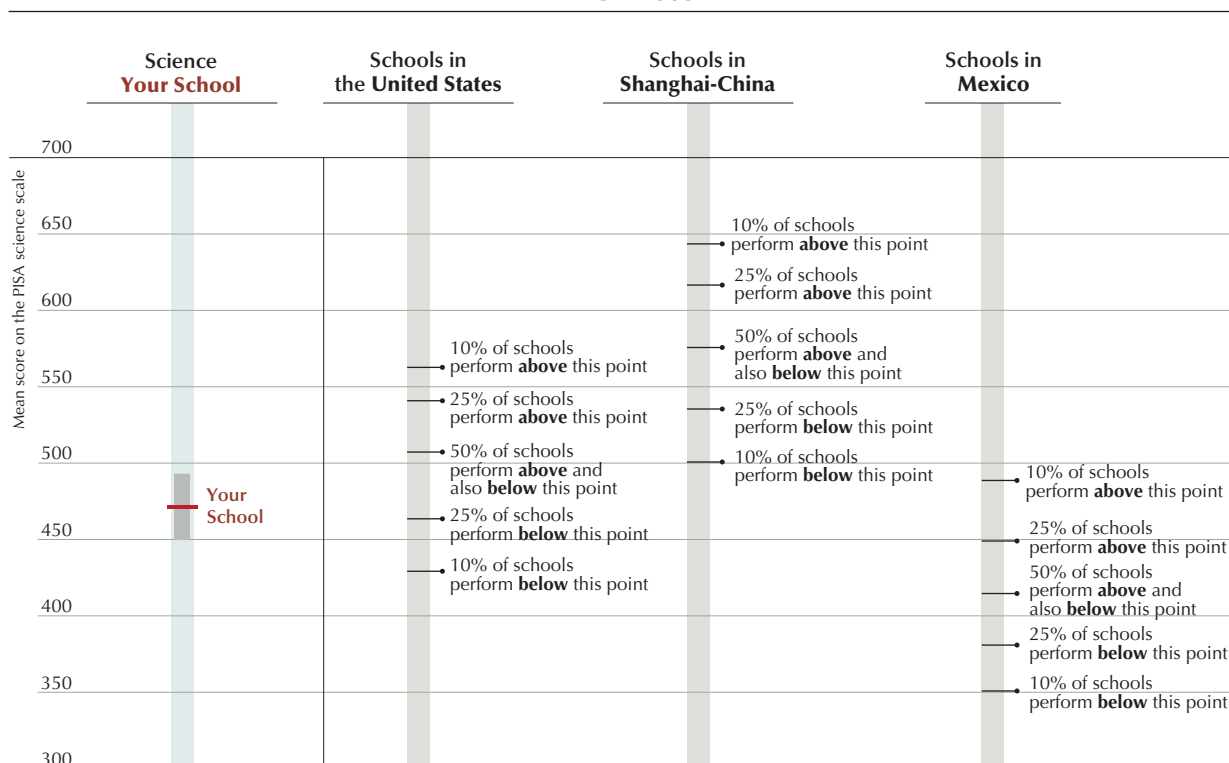 Science
Your School
Schools in
the United States
Schools in
Shanghai-China
Schools in
Mexico
Mean score on the PISA science scale
700
650
600
550
500
450
400
350
300
Your
School
10% of schools
perform above this point
25% of schools
perform above this point
50% of schools
perform above and
also below this point
25% of schools
perform below this point
10% of schools
perform below this point
10% of schools
perform above this point
25% of schools
perform above this point
50% of schools
perform above and
also below this point
25% of schools
perform below this point
10% of schools
perform below this point
10% of schools
perform above this point
25% of schools
perform above this point
50% of schools
perform above and
also below this point
25% of schools
perform below this point
10% of schools
perform below this point